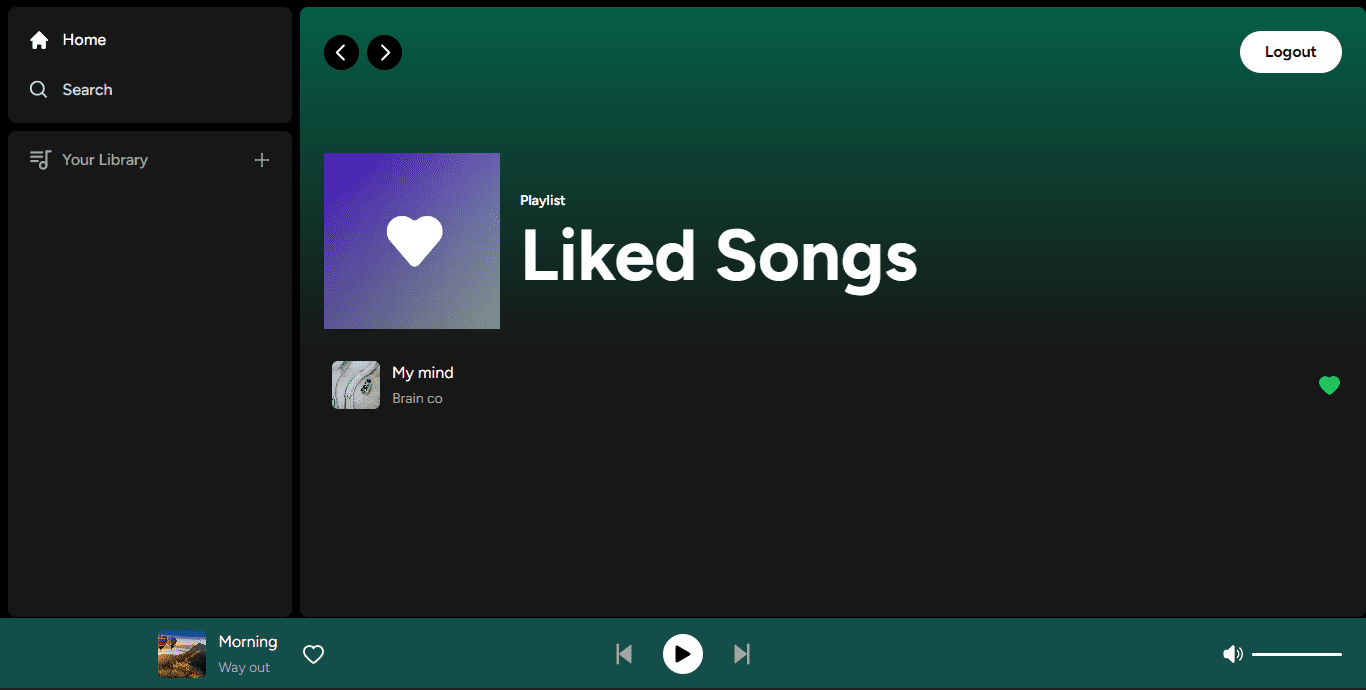 Home
Search
Your Library
Logout
Playlist
Liked Songs
My mind
Brain co
Morning
Way out